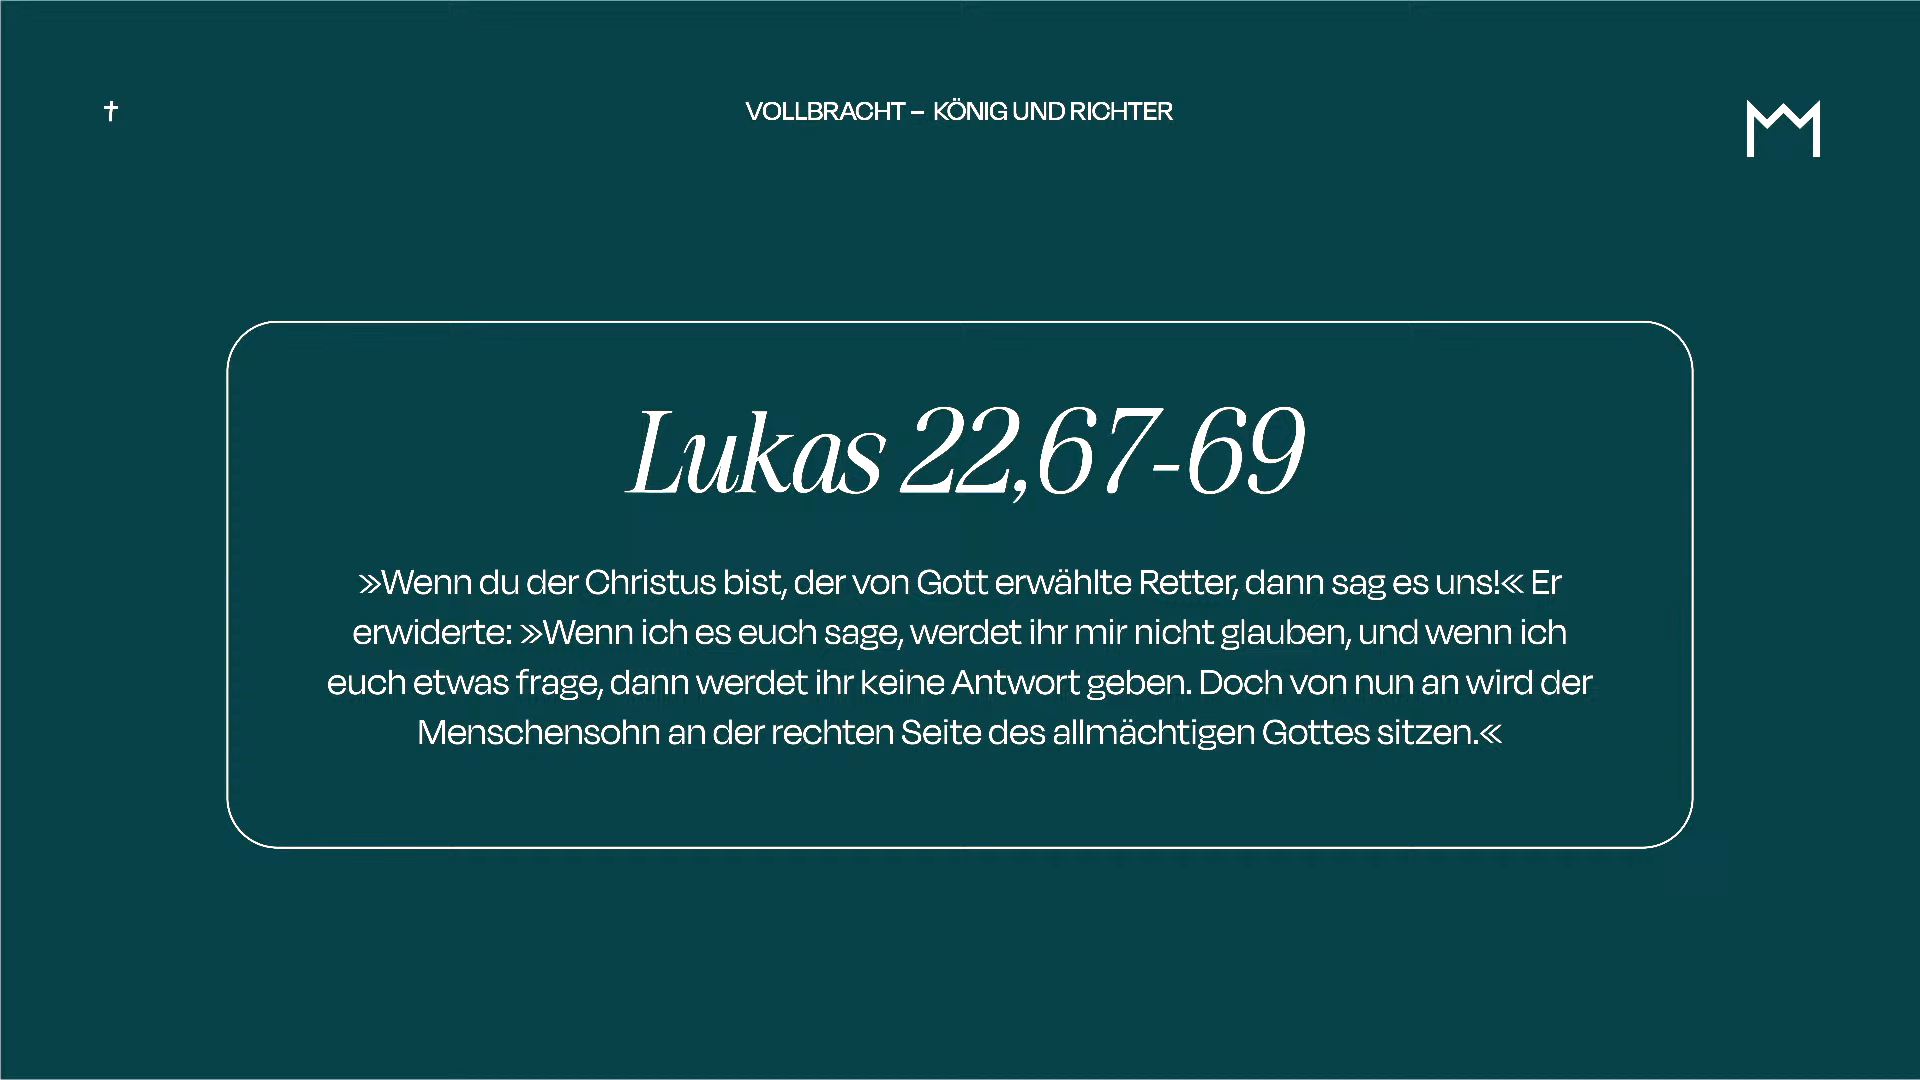 †
VOLLBRACHT – KÖNIG UND RICHTER
Lukas 22,67-69
»Wenn du der Christus bist, der von Gott erwählte Retter, dann sag es uns!« Er
erwiderte: »Wenn ich es euch sage, werdet ihr mir nicht glauben, und wenn ich
euch etwas frage, dann werdet ihr keine Antwort geben. Doch von nun an wird der
Menschensohn an der rechten Seite des allmächtigen Gottes sitzen.«